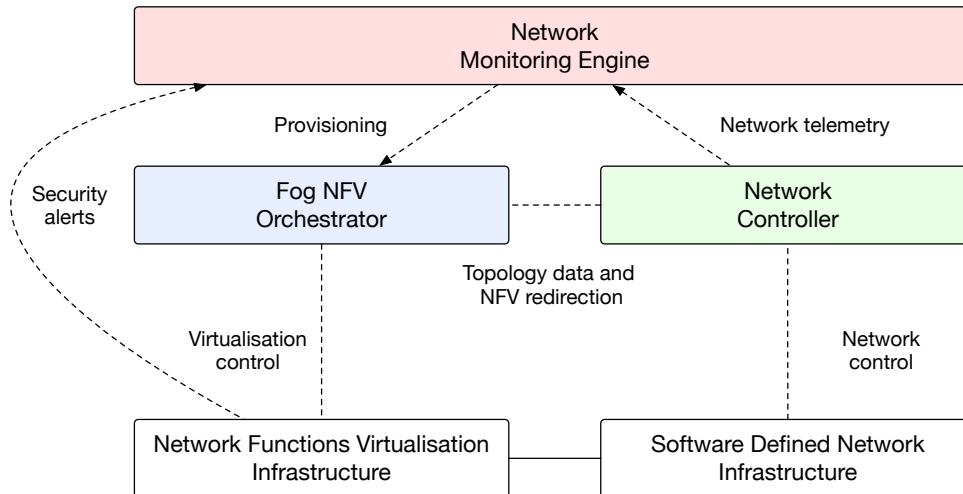 Network
Monitoring Engine
Provisioning
Network telemetry
Security
alerts
Fog NFV
Orchestrator
Network
Controller
Topology data and
NFV redirection
Virtualisation
control
Network
control
Network Functions Virtualisation
Infrastructure
Software Defined Network
Infrastructure